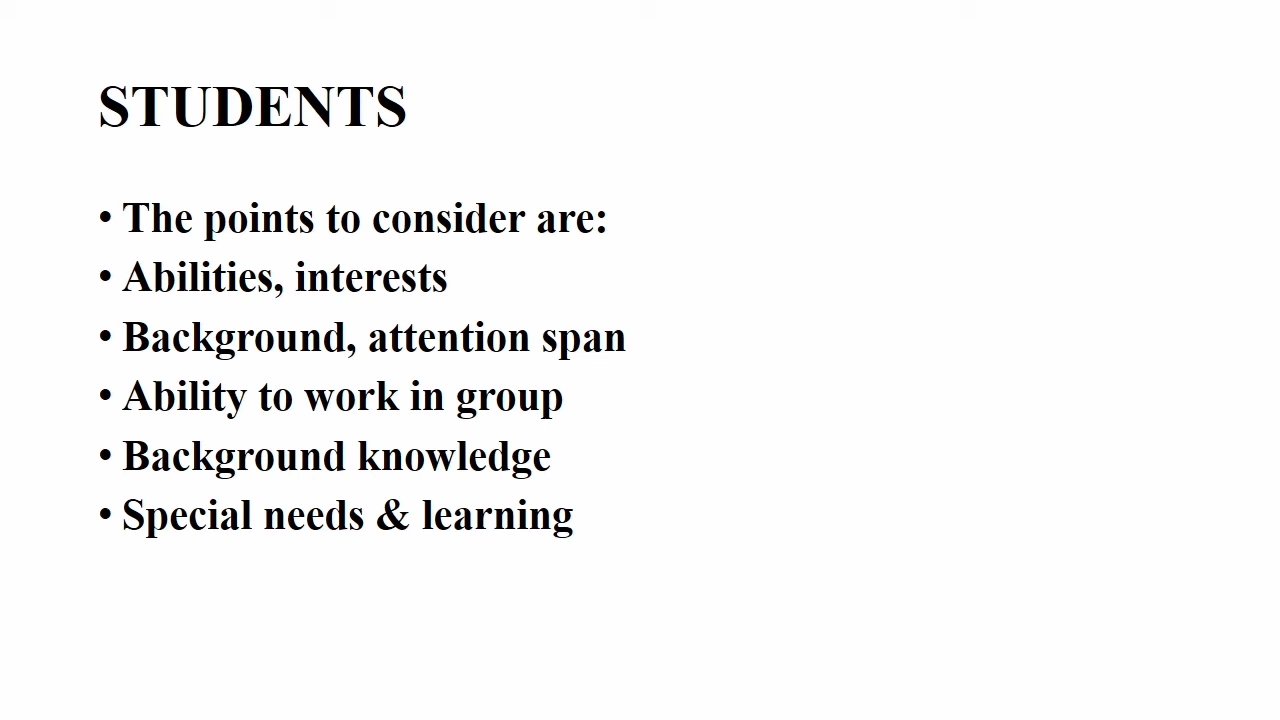 STUDENTS
• The points to consider are:
• Abilities, interests
• Background, attention span
• Ability to work in group
• Background knowledge
• Special needs & learning